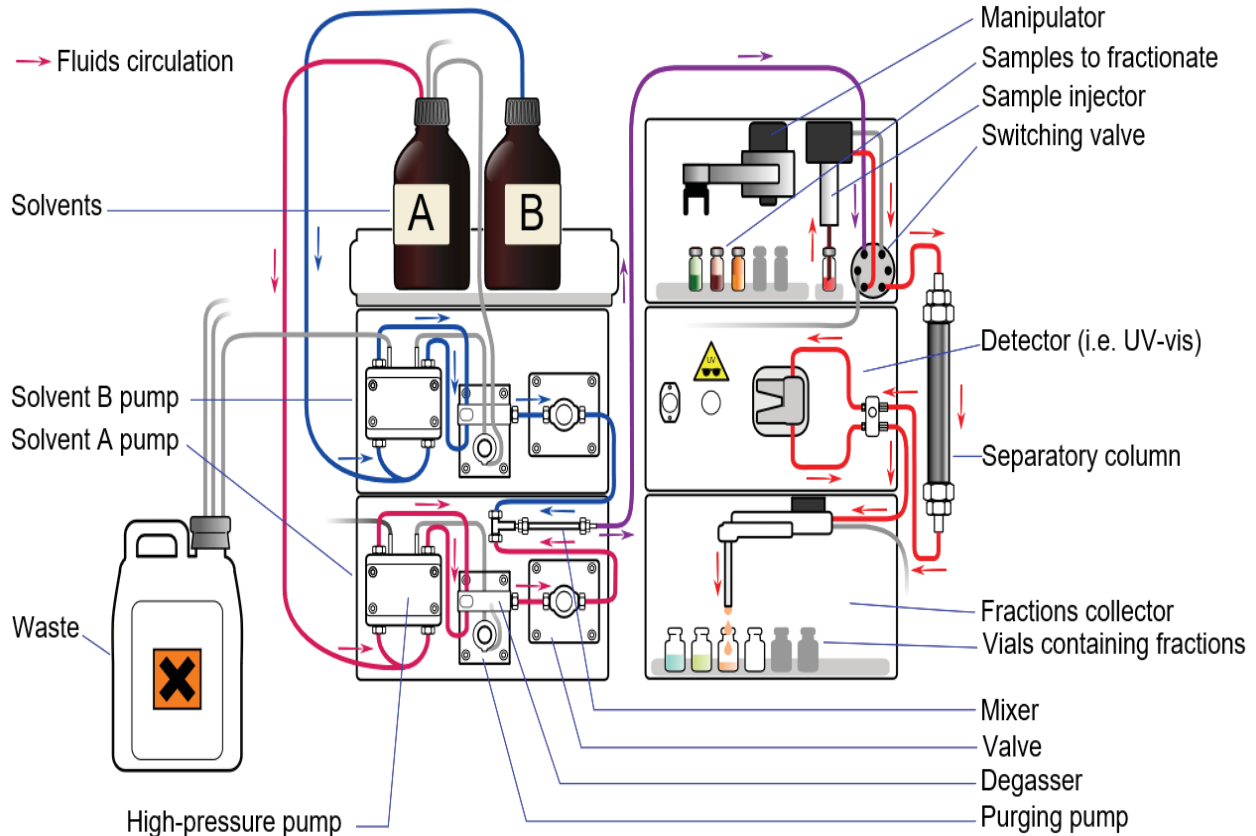 Fluids circulation
Solvents
A
B
Solvent B pump
Solvent A pump
Waste
High-pressure pump
Manipulator
Samples to fractionate
Sample injector
Switching valve
UV
Detector (i.e. UV-vis)
Separatory column
Fractions collector
Vials containing fractions
Mixer
Valve
Degasser
Purging pump